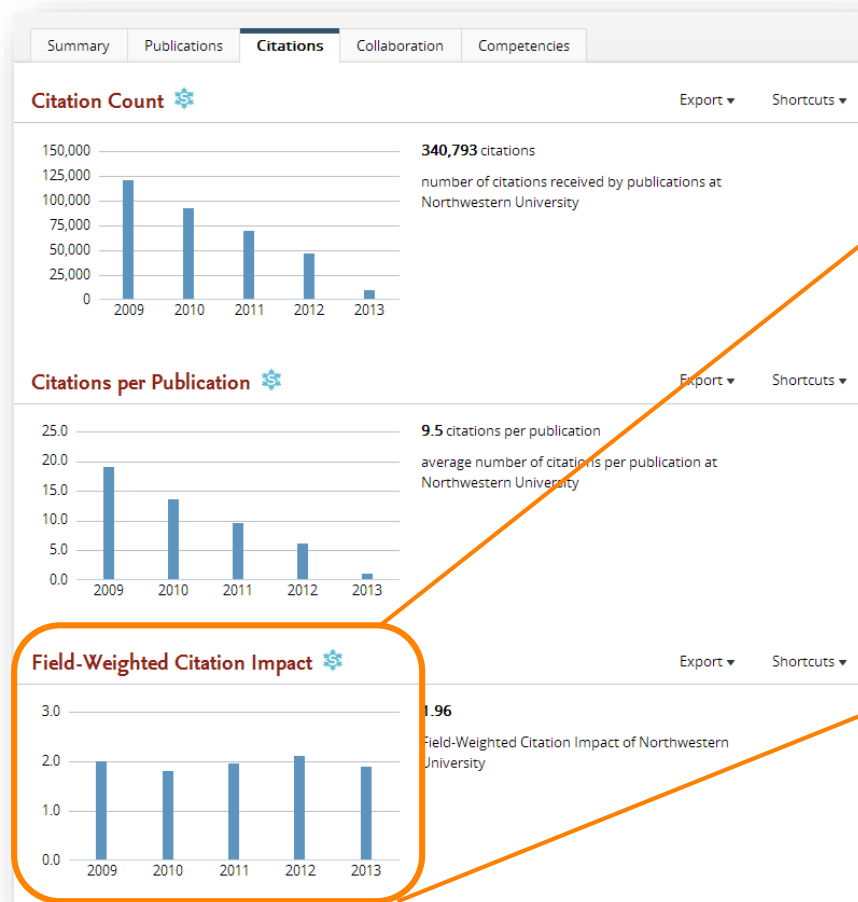 Summary Publications Citations Collaboration Competencies
Citation Count Export Shortcuts
150,000
125,000
100,000
75,000
50,000
25,000
0
2009 2010 2011 2012 2013
340,793 citations
number of citations received by publications at
Northwestern University
Citations per Publication Export Shortcuts
25.0
20.0
15.0
10.0
5.0
0.0
2009 2010 2011 2012 2013
9.5 citations per publication
average number of citations per publication at
Northwestern University
Field-Weighted Citation Impact Export Shortcuts
3.0
2.0
1.0
0.0
2009 2010 2011 2012 2013
1.96
Field-Weighted Citation Impact of Northwestern
University